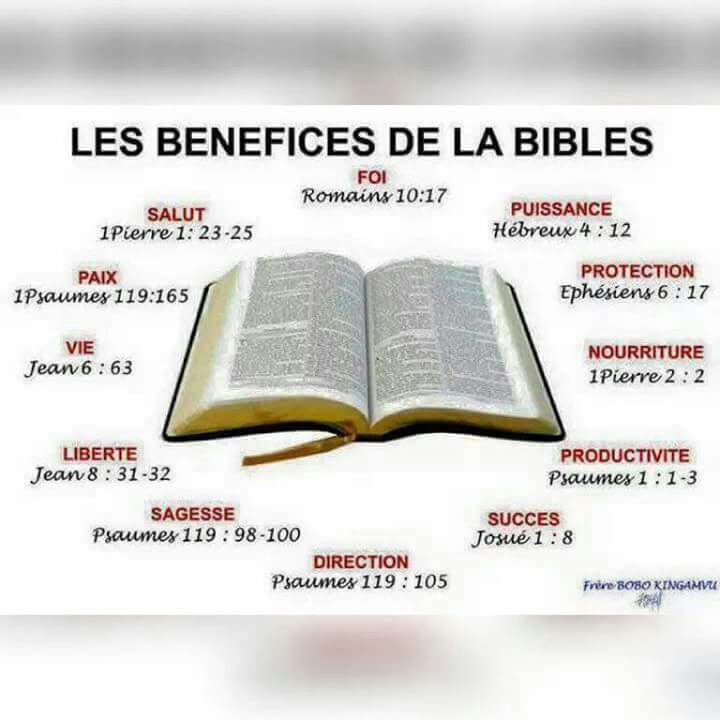 LES BENEFICES DE LA BIBLES
FOI
Romains 10:17
PUISSANCE
Hébreux 4 : 12
PROTECTION
Ephésiens 6 : 17
NOURRITURE
1Pierre 2 : 2
PRODUCTIVITE
Psaumes 1 : 1-3
SUCCES
Josué 1 : 8
DIRECTION
Psaumes 119 : 105
SAGESSE
Psaumes 119 : 98-100
LIBERTE
Jean 8 : 31-32
VIE
Jean 6 : 63
PAIX
1Psaumes 119:165
SALUT
1Pierre 1: 23-25
Frère BOBO KINGAMVU